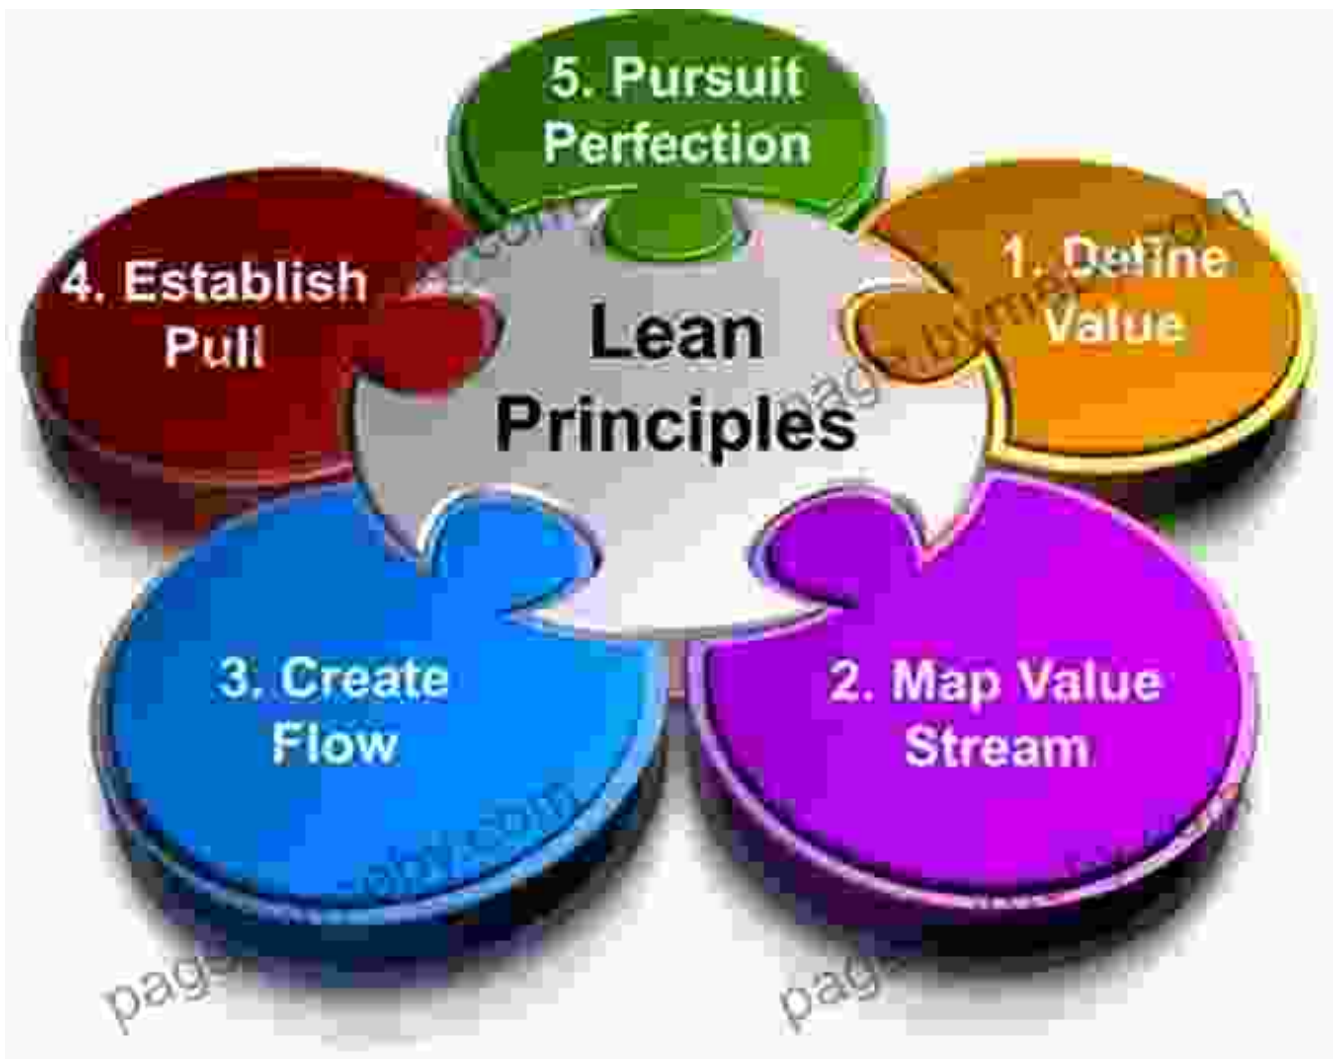 5. Pursuit
Perfection
4. Establish
Pull
1. Define
Value
Lean
Principles
3. Create
Flow
2. Map Value
Stream